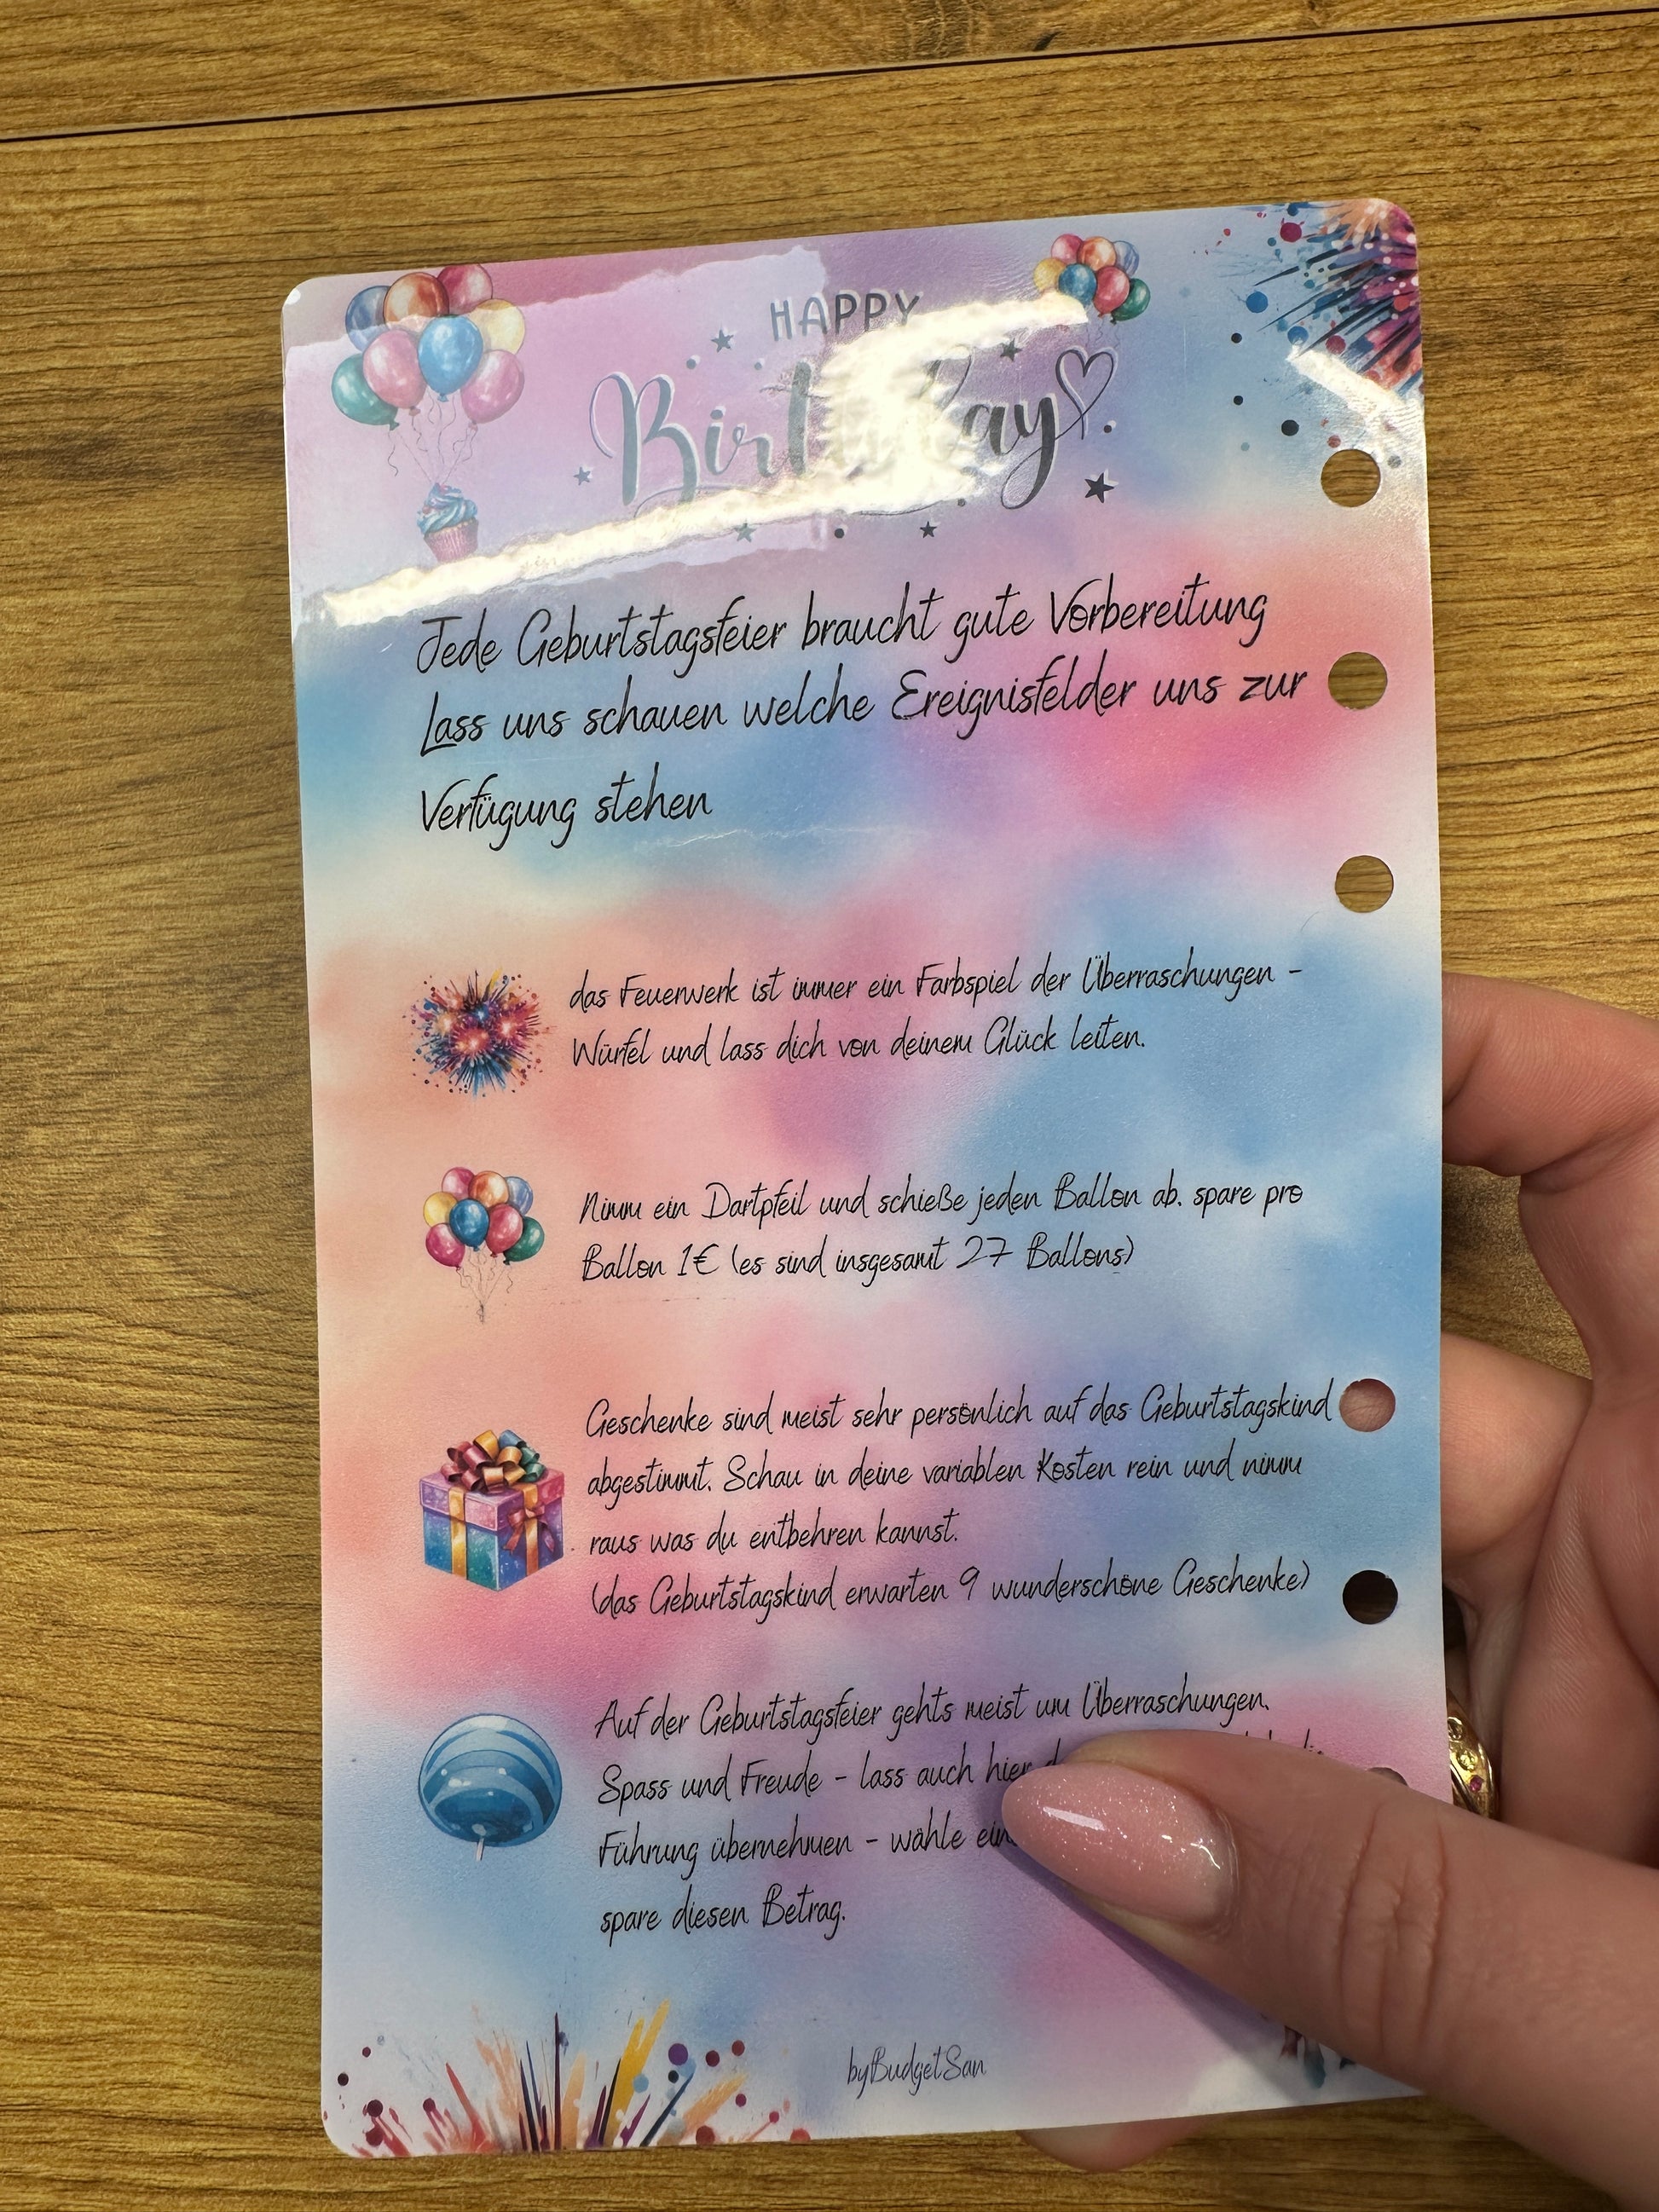 HAPPY
Birthday
Jede Geburtstagsfeier braucht gute Vorbereitung
Lass uns schauen welche Ereignisfelder uns zur
Verfügung stehen
das Feuerwerk ist immer ein Farbspiel der Überraschungen -
Würfel und lass dich von deinem Glück leiten.
Nimm ein Dartpfeil und schieße jeden Ballon ab. spare pro
Ballon 1€ (es sind insgesamt 27 Ballons)
Geschenke sind meist sehr persönlich auf das Geburtstagskind
abgestimmt. Schau in deine variablen Kosten rein und nimm
raus was du entbehren kannst.
(das Geburtstagskind erwarten 9 wunderschöne Geschenke)
Auf der Geburtstagsfeier gehts meist um Überraschungen,
Spass und Freude - lass auch hier
Führung übernehmen - wähle
spare diesen Betrag.
byBudgetSan